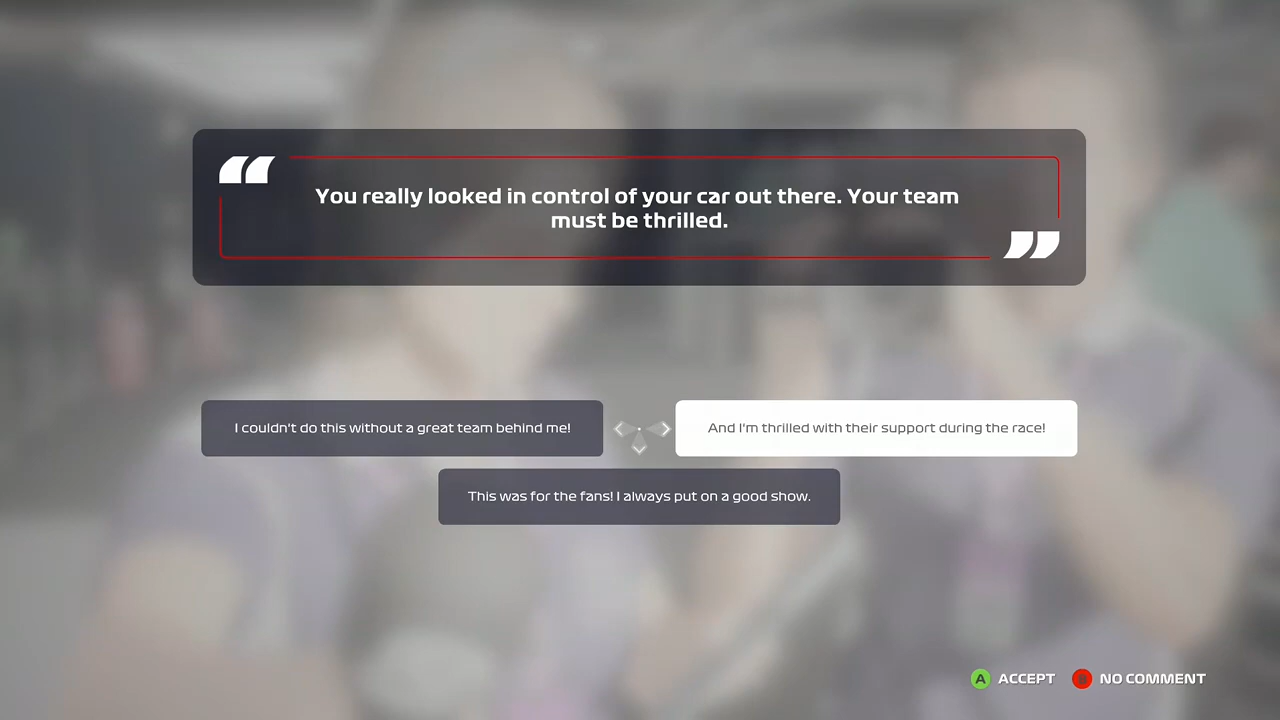 You really looked in control of your car out there. Your team
must be thrilled.
I couldn't do this without a great team behind me!
And I'm thrilled with their support during the race!
This was for the fans! I always put on a good show.
A ACCEPT B NO COMMENT